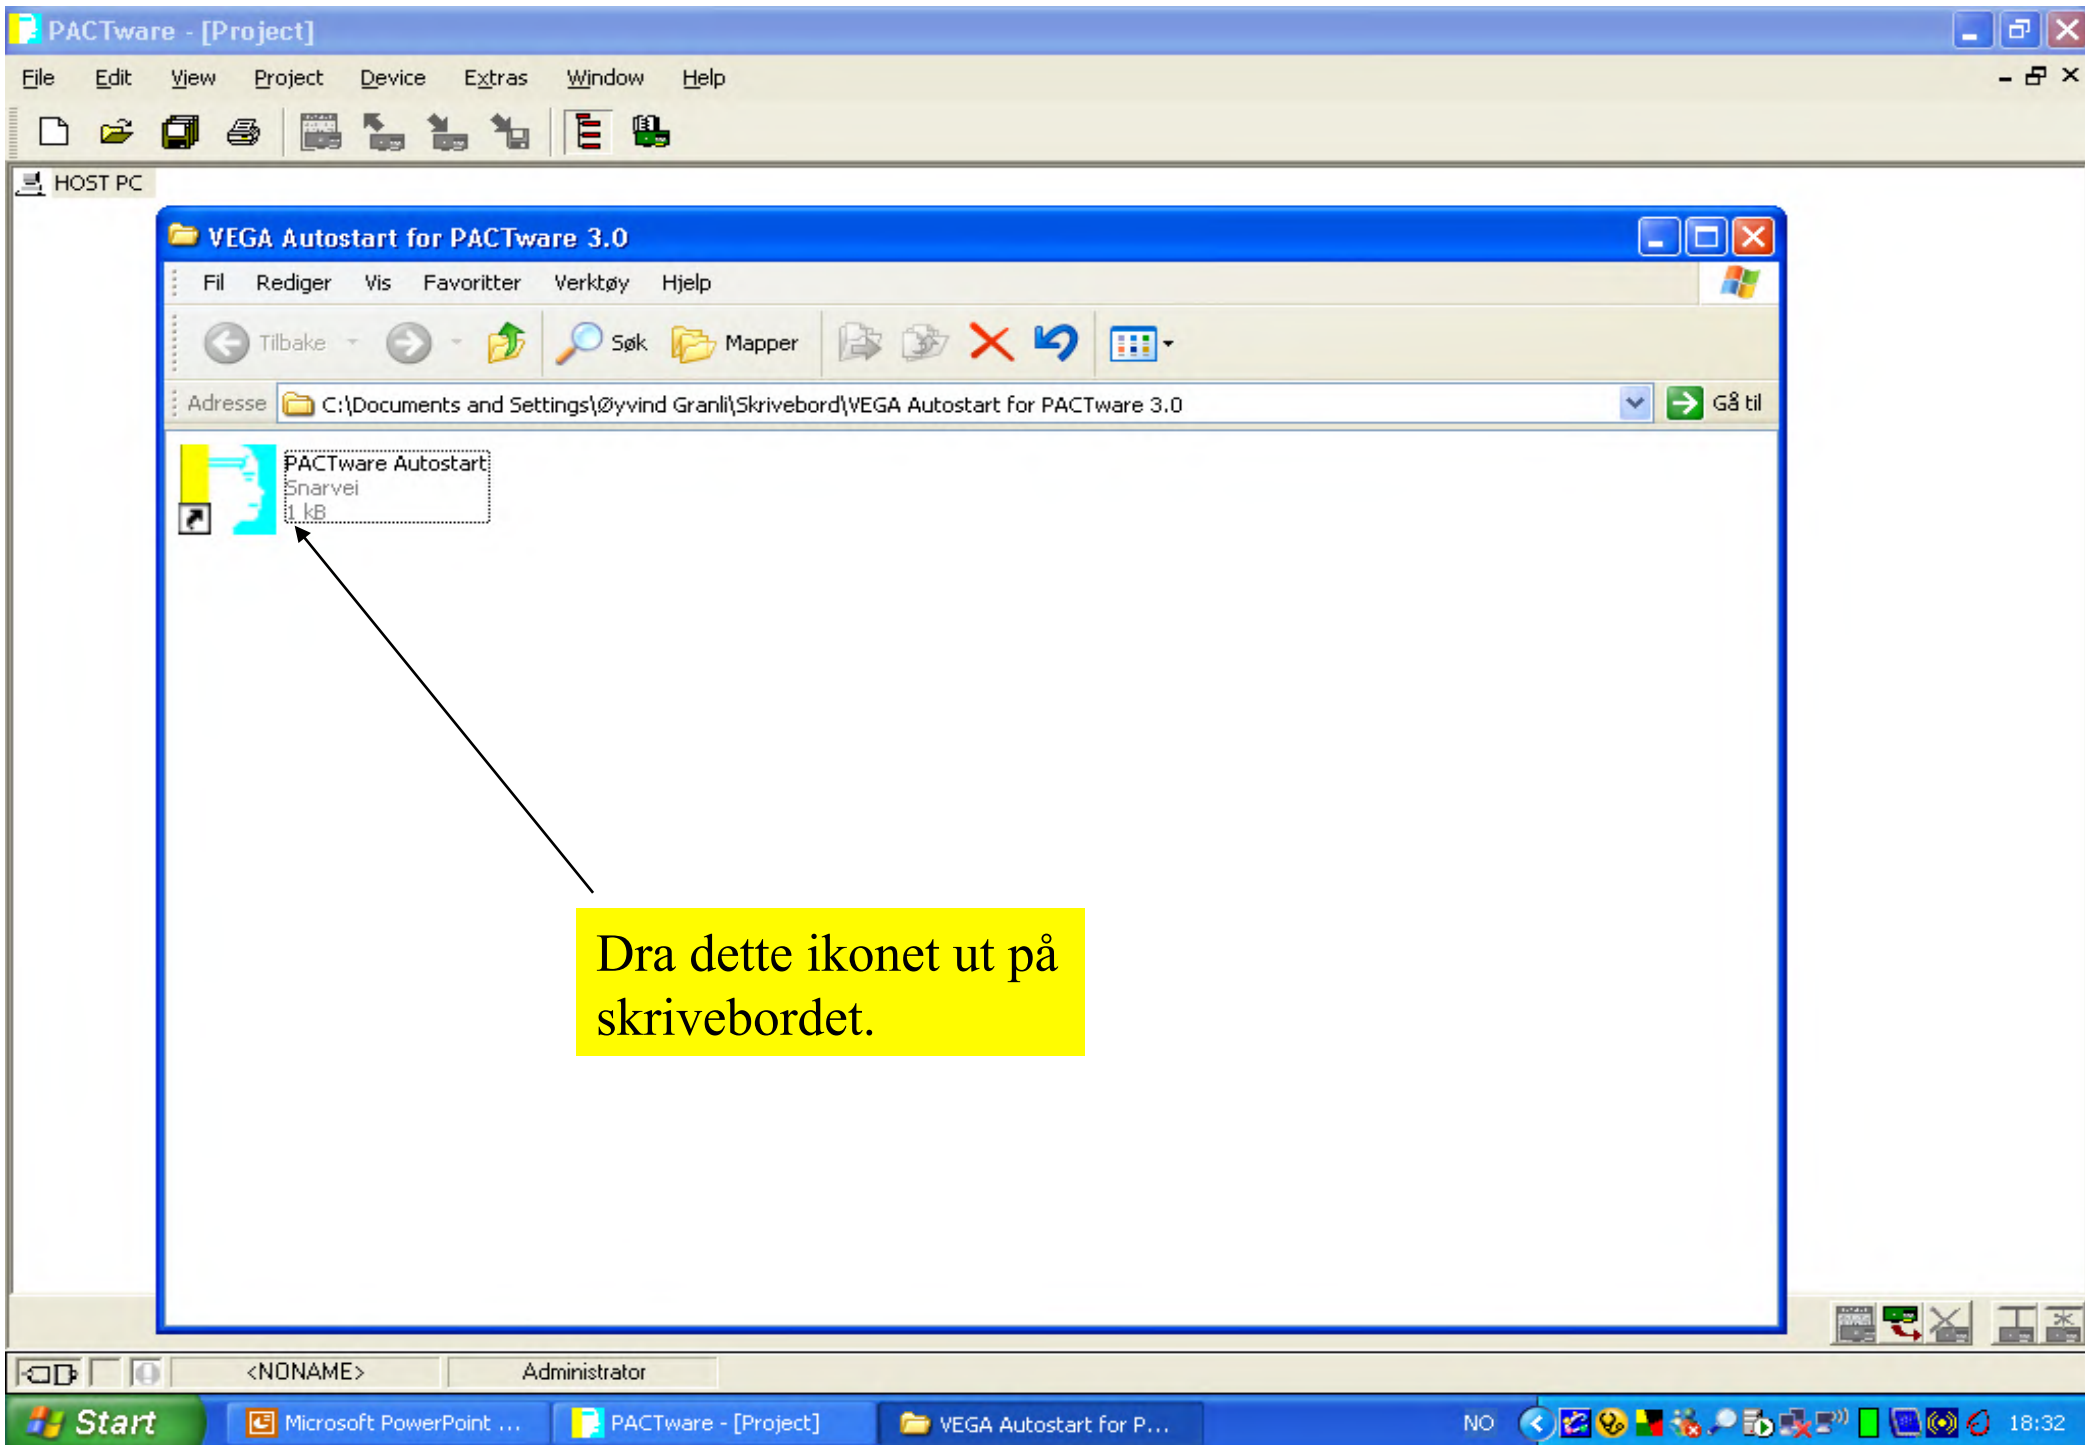 PACTware - [Project]
File Edit View Project Device Extras Window Help
HOST PC
VEGA Autostart for PACTware 3.0
Fil Rediger Vis Favoritter Verktøy Hjelp
Tilbake Søk Mapper
Adresse C:\Documents and Settings\Øyvind Granli\Skrivebord\VEGA Autostart for PACTware 3.0 Gå til
PACTware Autostart
Snarvei
1 kB
Dra dette ikonet ut på
skrivebordet.
<NONAME> Administrator
Start Microsoft PowerPoint ... PACTware - [Project] VEGA Autostart for P... NO 18:32